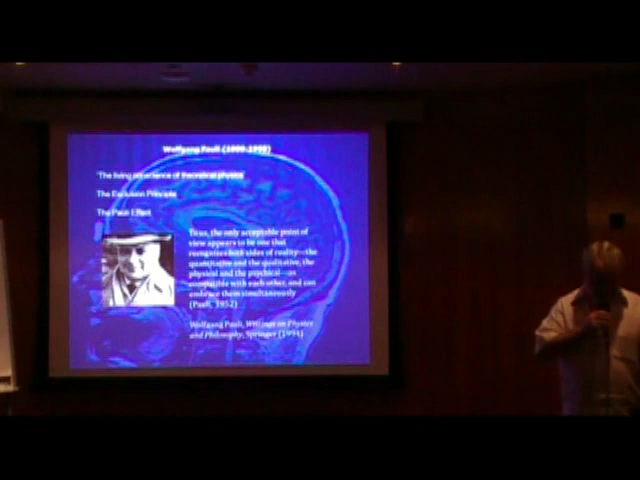 Wolfgang Pauli (1900-1958)
'The living conscience of theoretical physics'
The Exclusion Principle
The Pauli Effect
Titus, the only acceptable point of
view appears to be one that
recognizes both sides of reality—the
quantitative and the qualitative, the
physical and the psychical—as
compatible with each other, and can
embrace them simultaneously
(Pauli, 1952)
Wolfgang Pauli, Writings on Physics
and Philosophy, Springer (1994)